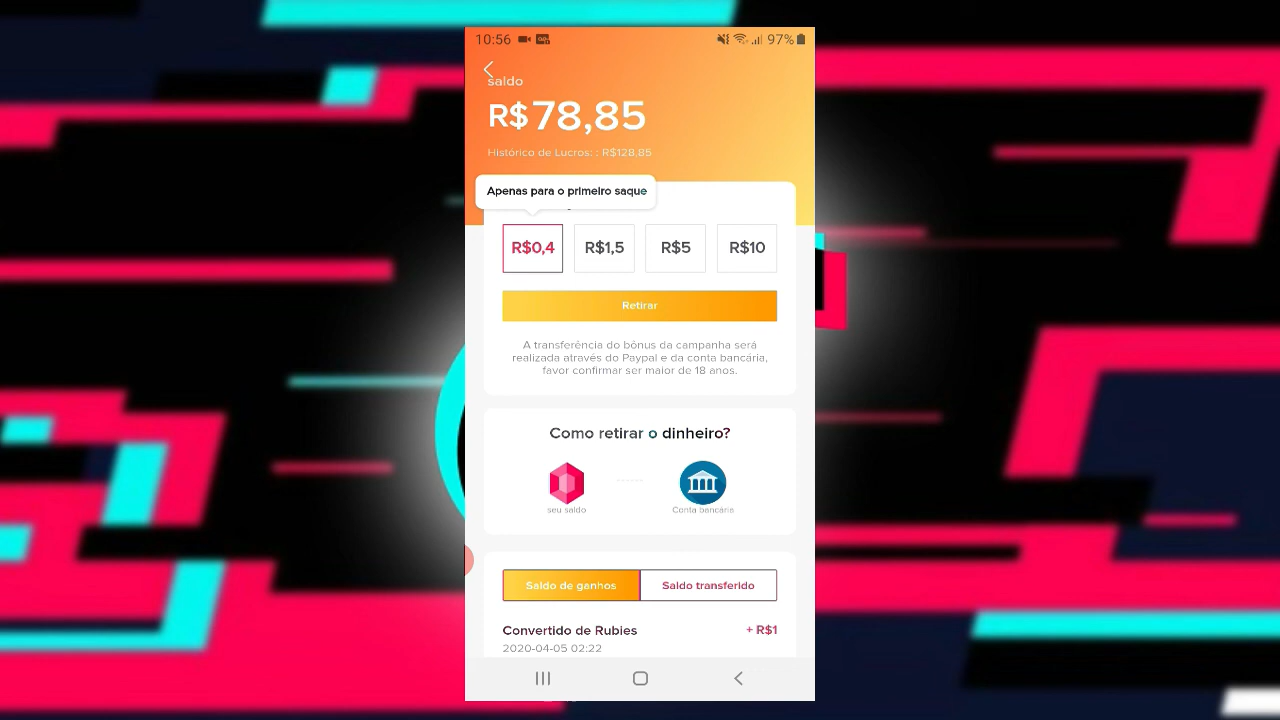 10:56
97%
saldo
R$78,85
Histórico de Lucros: : R$128,85
Apenas para o primeiro saque
R$0,4 R$1,5 R$5 R$10
Retirar
A transferência do bônus da campanha será
realizada através do Paypal e da conta bancária,
favor confirmar ser maior de 18 anos.
Como retirar o dinheiro?
seu saldo
Conta bancária
Saldo de ganhos Saldo transferido
Convertido de Rubies + R$1
2020-04-05 02:22